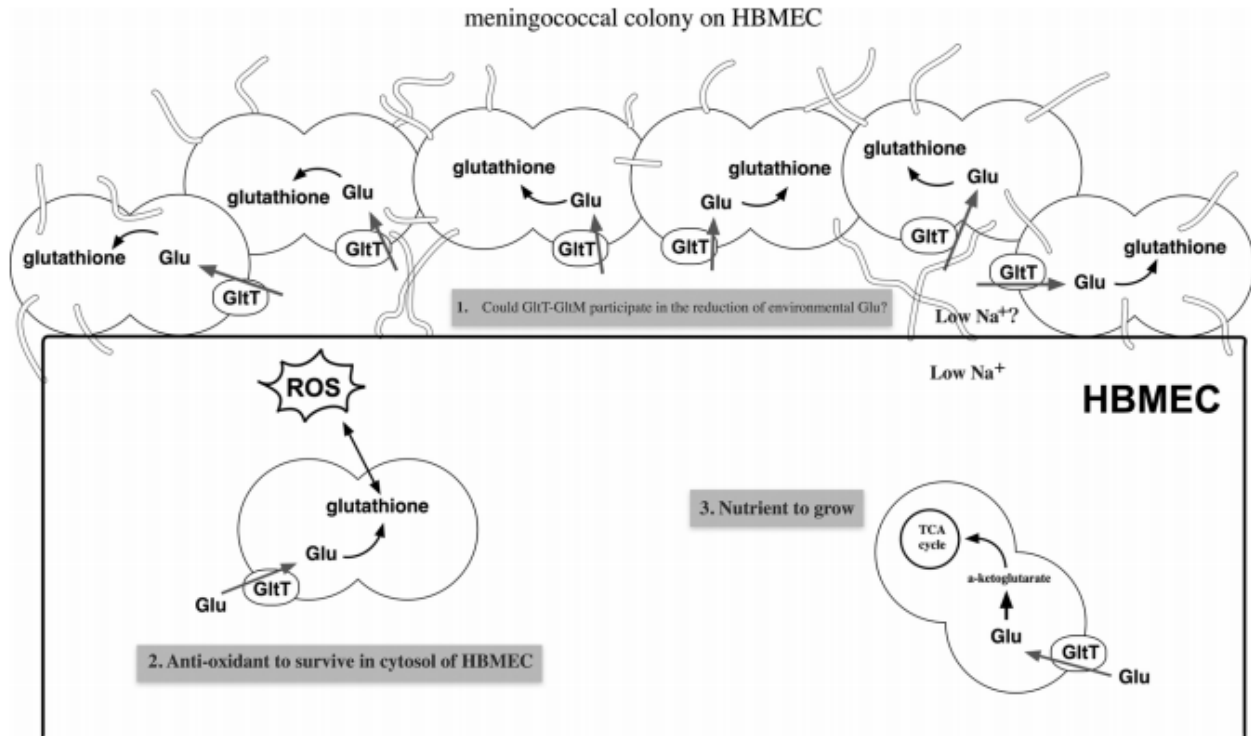 meningococcal colony on HBMEC
glutathione Glu
GltT
glutathione Glu
GltT
glutathione
Glu
GltT
glutathione
Glu
GltT
glutathione
Glu
GltT
glutathione
GltT
Glu
1. Could GltT-GltM participate in the reduction of environmental Glu?
Low Na+?
Low Na+
HBMEC
ROS
glutathione
Glu
GltT
Glu
2. Anti-oxidant to survive in cytosol of HBMEC
3. Nutrient to grow
TCA
cycle
a-ketoglutarate
Glu
GltT
Glu